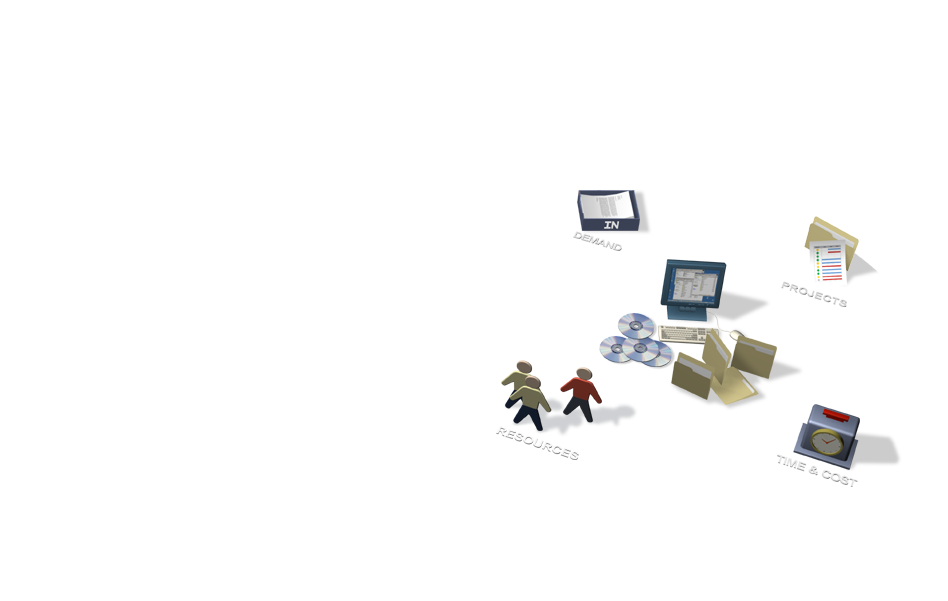 IN
DEMAND
PROJECTS
RESOURCES
TIME & COST